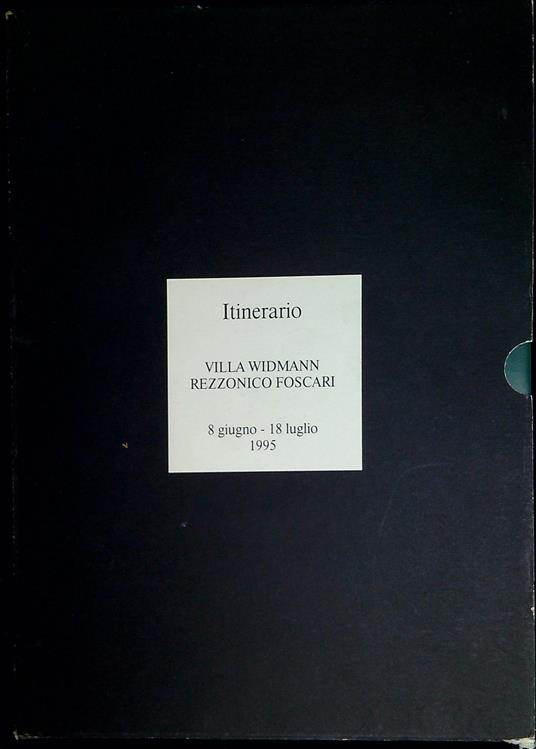 Itinerario
VILLA WIDMANN
REZZONICO FOSCARI
8 giugno - 18 luglio
1995